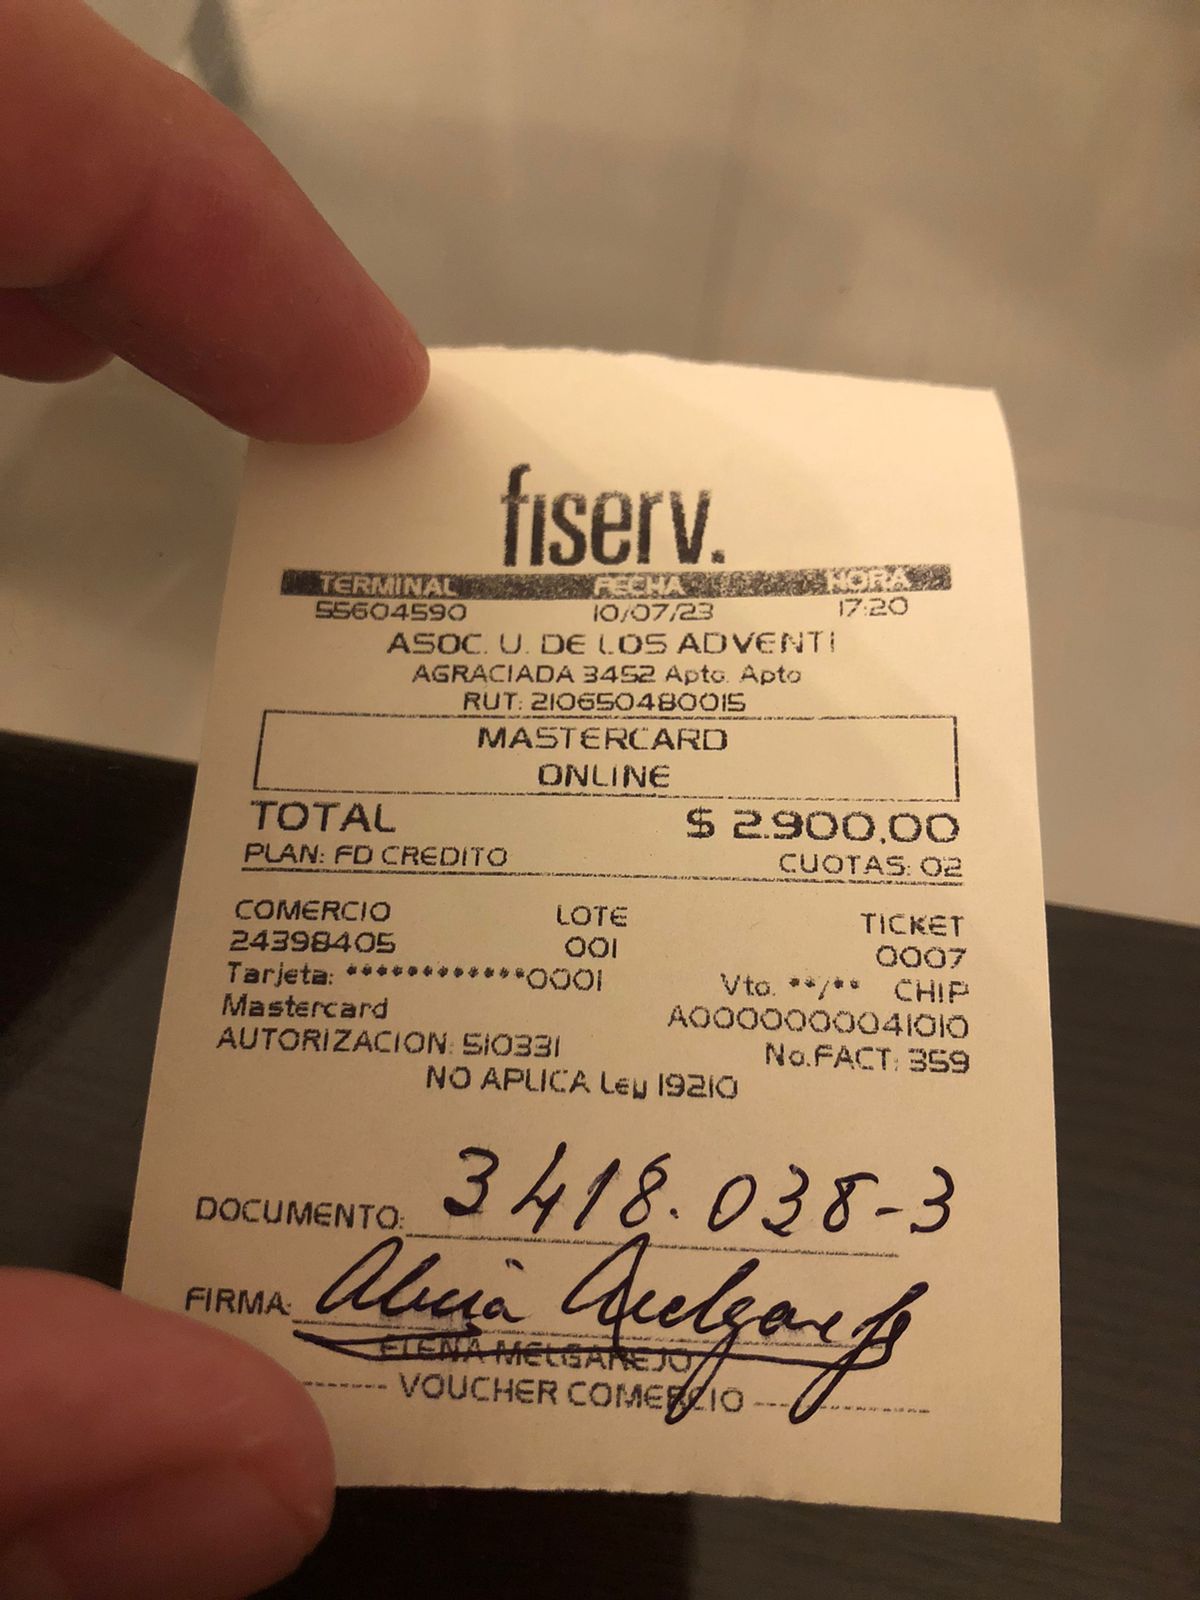 fiserv.
TERMINAL FECHA HORA
55604590 10/07/23 17:20
ASOC. U. DE LOS ADVENTI
AGRACIADA 3452 Apto. Apto
RUT: 210650480015
MASTERCARD
ONLINE
TOTAL $ 2.900,00
PLAN: FD CREDITO CUOTAS: 02
COMERCIO LOTE TICKET
24398405 001 0007
Tarjeta: ************0001 Vto. **/** CHIP
Mastercard A0000000041010
AUTORIZACION: 510331 No.FACT: 359
NO APLICA Ley 19210
DOCUMENTO: 3418.038-3
FIRMA: Alicia Melgarejo
ELENA MELGAREJO
------ VOUCHER COMERCIO ------------